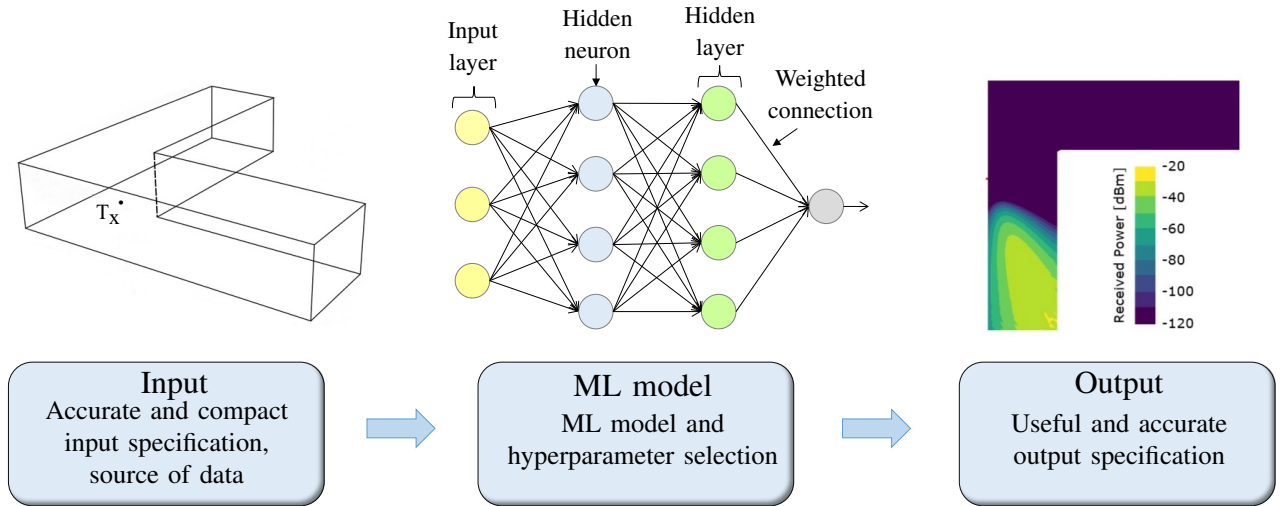 Input
layer
Hidden
neuron
Hidden
layer
Weighted
connection
Tx
Received Power [dBm]
-20
-40
-60
-80
-100
-120
Input
Accurate and compact
input specification,
source of data
ML model
ML model and
hyperparameter selection
Output
Useful and accurate
output specification